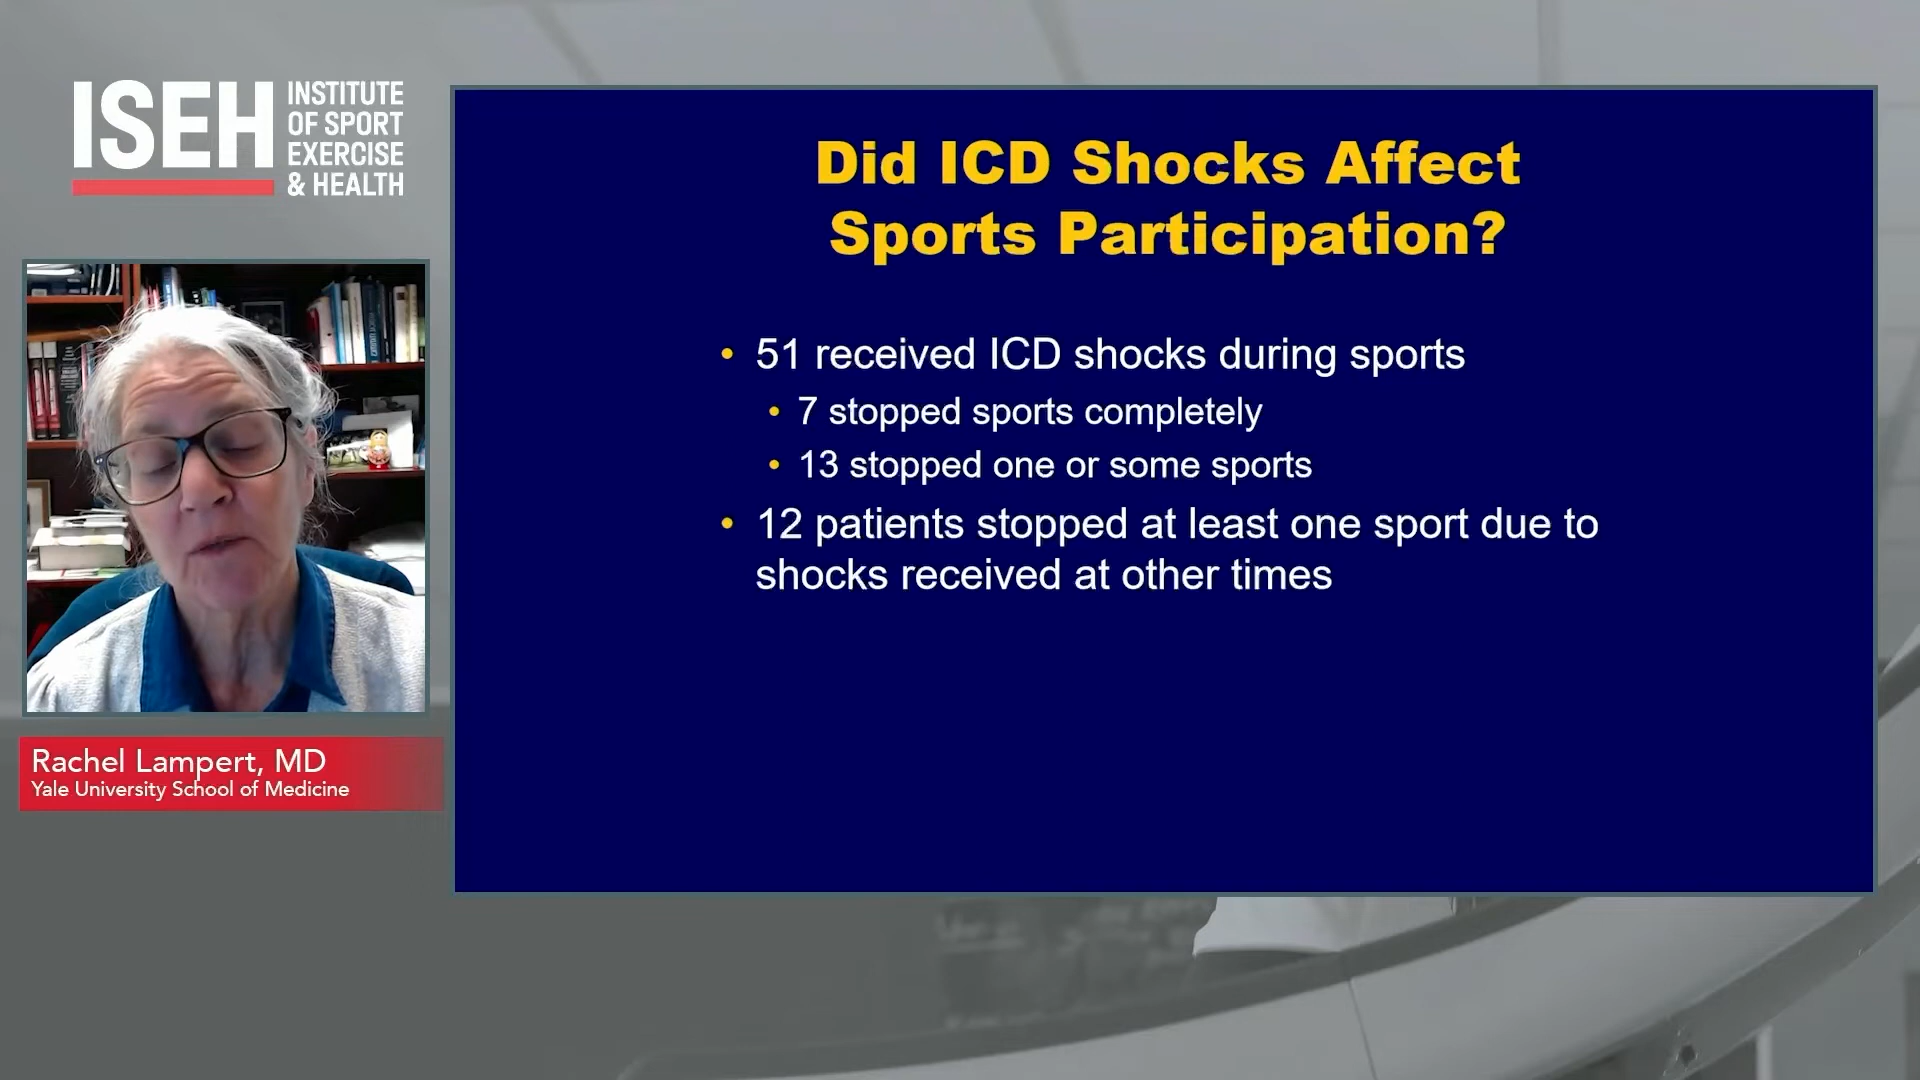 ISEH
INSTITUTE
OF SPORT
EXERCISE
& HEALTH
Did ICD Shocks Affect
Sports Participation?
• 51 received ICD shocks during sports
• 7 stopped sports completely
• 13 stopped one or some sports
• 12 patients stopped at least one sport due to
shocks received at other times
Rachel Lampert, MD
Yale University School of Medicine